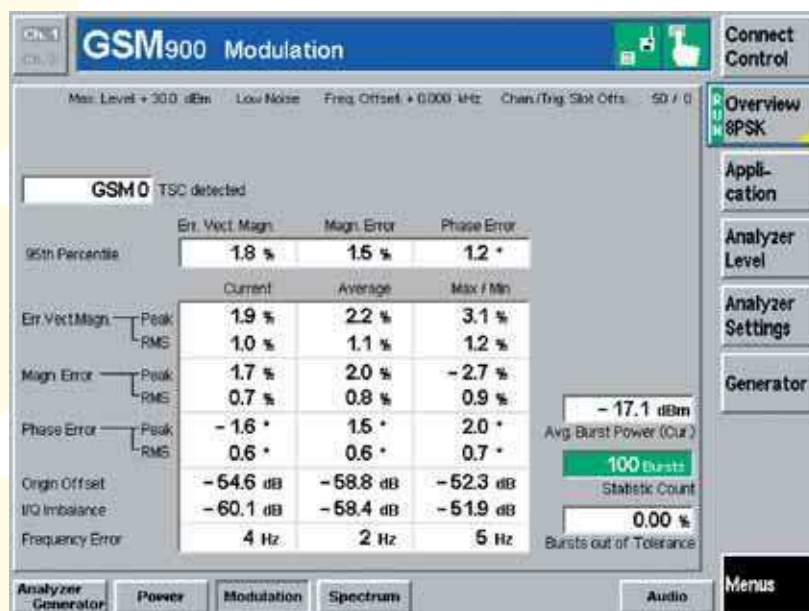 Ch. 1
Ch. 2
GSM900 Modulation
Connect Control
Max. Level + 30.0 dBm Low Noise Freq. Offset: + 0.000 kHz Chan./Trig. Slot Offs. 50 / 0
RUN
Overview 8PSK
GSM 0 TSC detected
Appli-
cation
Err. Vect. Magn. Magn. Error Phase Error
95th Percentile 1.8 % 1.5 % 1.2 °
Analyzer Level
Current Average Max / Min
Err.Vect.Magn. Peak 1.9 % 2.2 % 3.1 %
RMS 1.0 % 1.1 % 1.2 %
Analyzer Settings
Magn. Error Peak 1.7 % 2.0 % - 2.7 %
RMS 0.7 % 0.8 % 0.9 %
Generator
Phase Error Peak - 1.6 ° 1.5 ° 2.0 °
RMS 0.6 ° 0.6 ° 0.7 °
- 17.1 dBm
Avg. Burst Power (Cur.)
Origin Offset - 54.6 dB - 58.8 dB - 52.3 dB
100 Bursts
Statistic Count
I/Q Imbalance - 60.1 dB - 58.4 dB - 51.9 dB
Frequency Error 4 Hz 2 Hz 5 Hz
0.00 %
Bursts out of Tolerance
Analyzer Generator
Power
Modulation
Spectrum
Audio
Menus